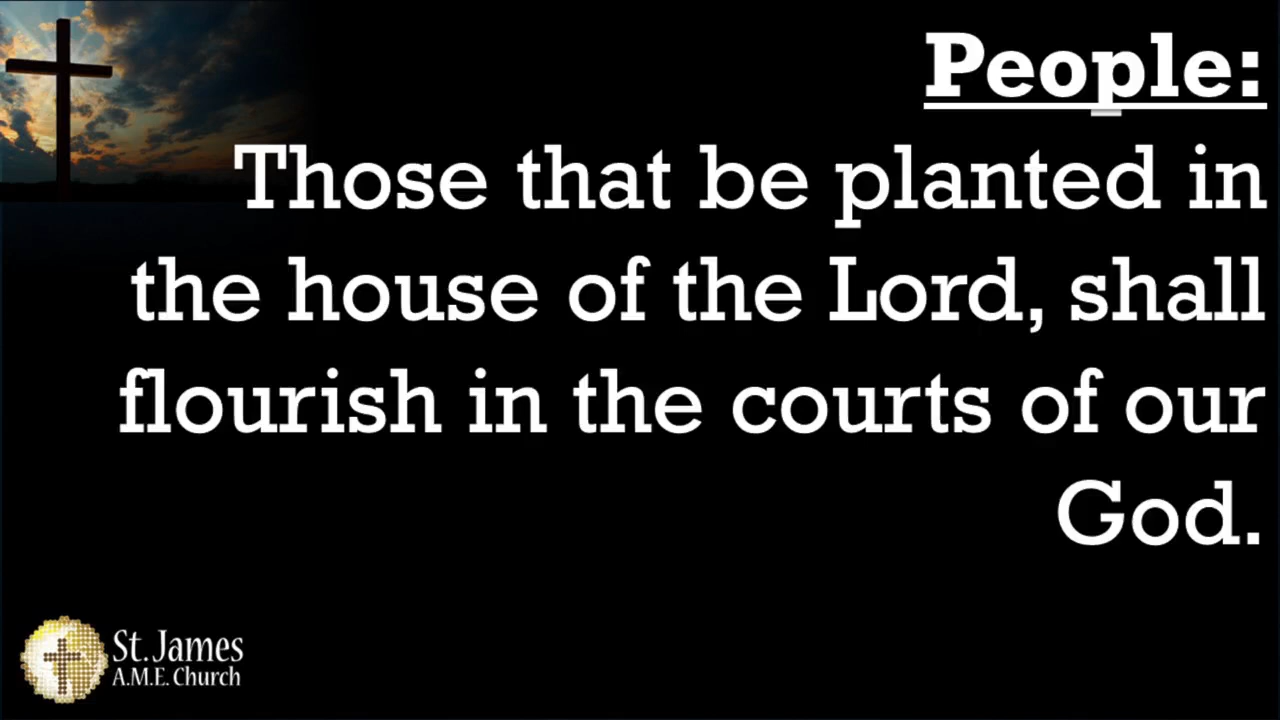 People:
Those that be planted in
the house of the Lord, shall
flourish in the courts of our
God.
St. James
A.M.E. Church